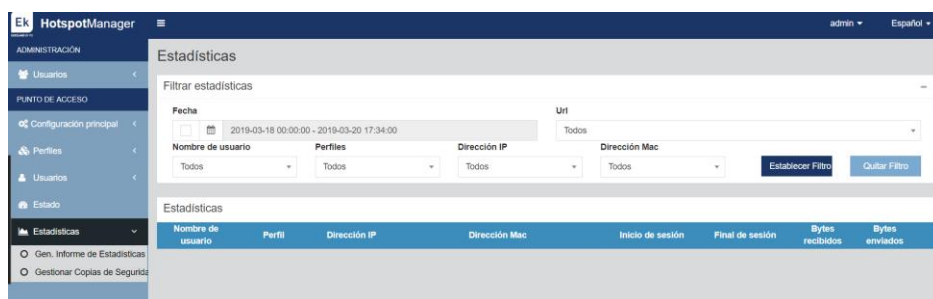 Ek HotspotManager
admin Español
ADMINISTRACIÓN
Estadísticas
Usuarios
Filtrar estadísticas
PUNTO DE ACCESO
Fecha Url
Configuración principal
2019-03-18 00:00:00 - 2019-03-20 17:34:00 Todos
Perfiles
Nombre de usuario Perfiles Dirección IP Dirección Mac
Usuarios
Todos Todos Todos Todos Establecer Filtro Quitar Filtro
Estado
Estadísticas
Estadísticas
Nombre de usuario Perfil Dirección IP Dirección Mac Inicio de sesión Final de sesión Bytes recibidos Bytes enviados
Gen. Informe de Estadísticas
Gestionar Copias de Segurida